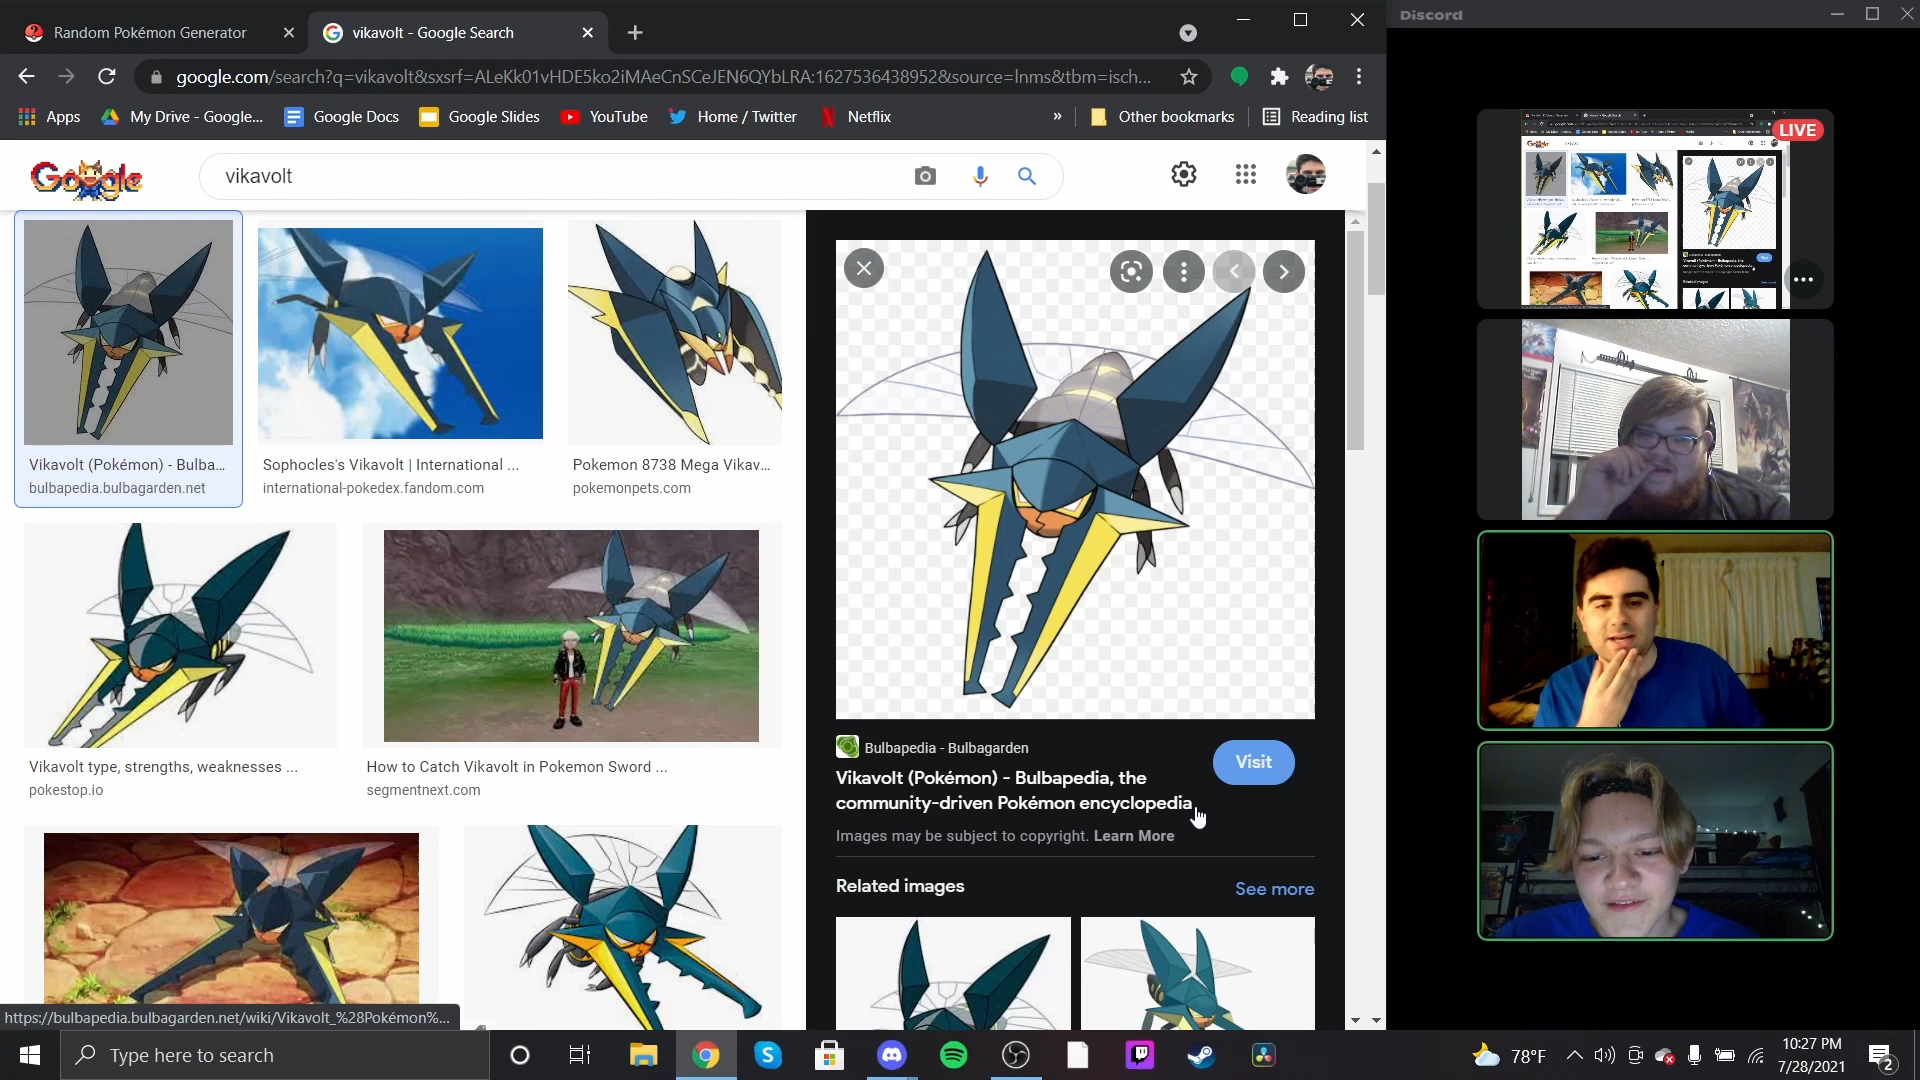 Random Pokémon Generator
vikavolt - Google Search
Discord
google.com/search?q=vikavolt&sxsrf=ALeKk01vHDE5ko2iMAeCnSCeJEN6QYbLRA:1627536438952&source=lnms&tbm=isch...
Apps
My Drive - Google...
Google Docs
Google Slides
YouTube
Home / Twitter
Netflix
»
Other bookmarks
Reading list
Google
vikavolt
LIVE
Vikavolt (Pokémon) - Bulba...
bulbapedia.bulbagarden.net
Sophocles's Vikavolt | International ...
international-pokedex.fandom.com
Pokemon 8738 Mega Vikav...
pokemonpets.com
Vikavolt type, strengths, weaknesses ...
pokestop.io
How to Catch Vikavolt in Pokemon Sword ...
segmentnext.com
Bulbapedia - Bulbagarden
Vikavolt (Pokémon) - Bulbapedia, the
community-driven Pokémon encyclopedia
Visit
Images may be subject to copyright. Learn More
Related images
See more
https://bulbapedia.bulbagarden.net/wiki/Vikavolt_%28Pokémon%...
Type here to search
78°F
10:27 PM
7/28/2021
2